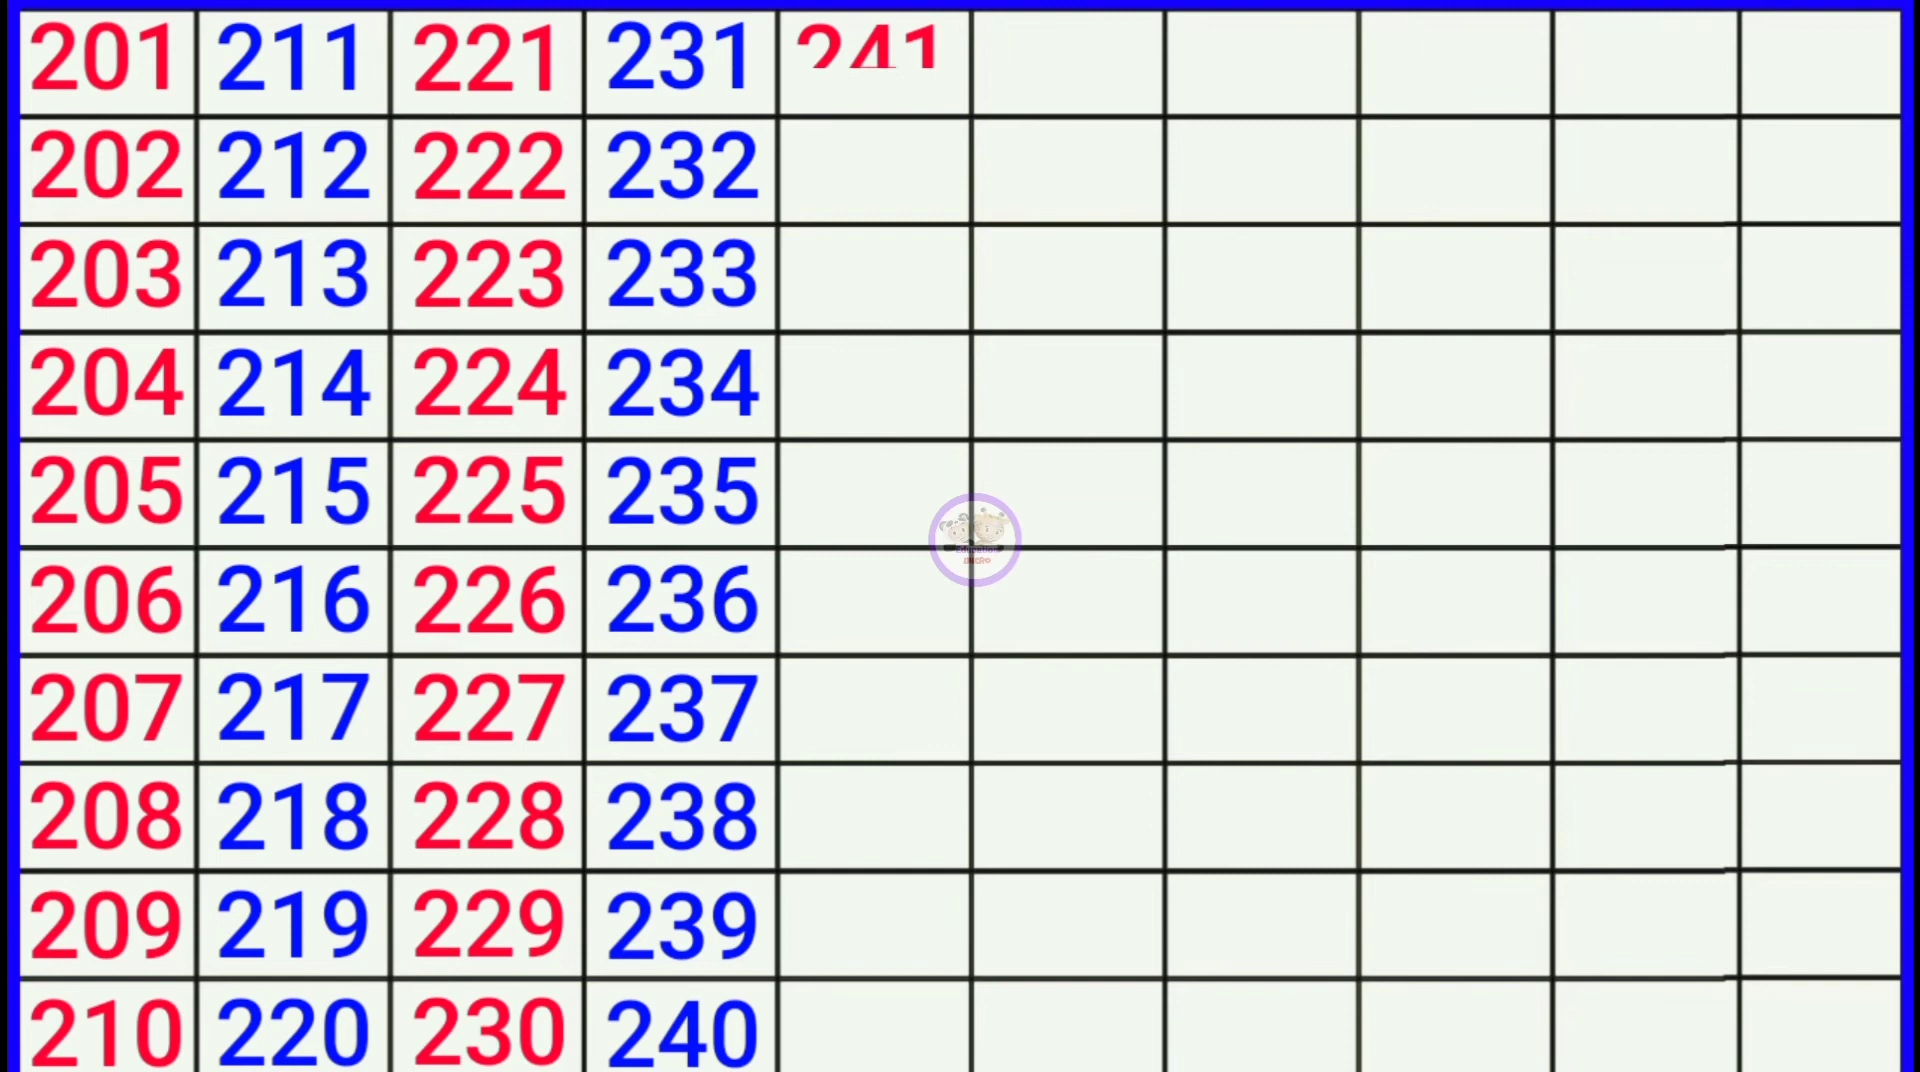 201 211 221 231 241
202 212 222 232
203 213 223 233
204 214 224 234
205 215 225 235
206 216 226 236
207 217 227 237
208 218 228 238
209 219 229 239
210 220 230 240
Education